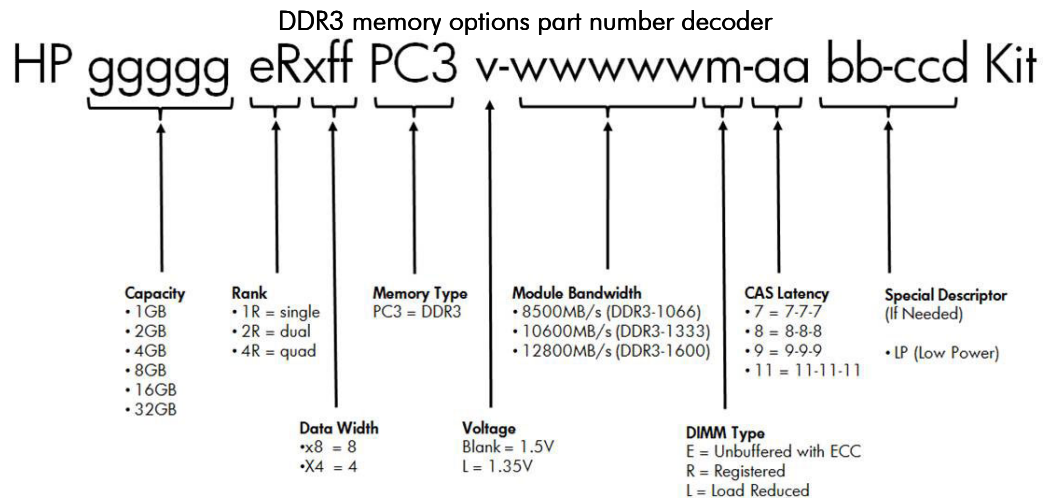 DDR3 memory options part number decoder
HP ggggg eRxff PC3 v-wwwwwm-aa bb-ccd Kit
Capacity
• 1GB
• 2GB
• 4GB
• 8GB
• 16GB
• 32GB
Rank
• 1R = single
• 2R = dual
• 4R = quad
Memory Type
PC3 = DDR3
Module Bandwidth
• 8500MB/s (DDR3-1066)
• 10600MB/s (DDR3-1333)
• 12800MB/s (DDR3-1600)
CAS Latency
• 7 = 7-7-7
• 8 = 8-8-8
• 9 = 9-9-9
• 11 = 11-11-11
Special Descriptor
(If Needed)
• LP (Low Power)
Data Width
•x8 = 8
•X4 = 4
Voltage
Blank = 1.5V
L = 1.35V
DIMM Type
E = Unbuffered with ECC
R = Registered
L = Load Reduced